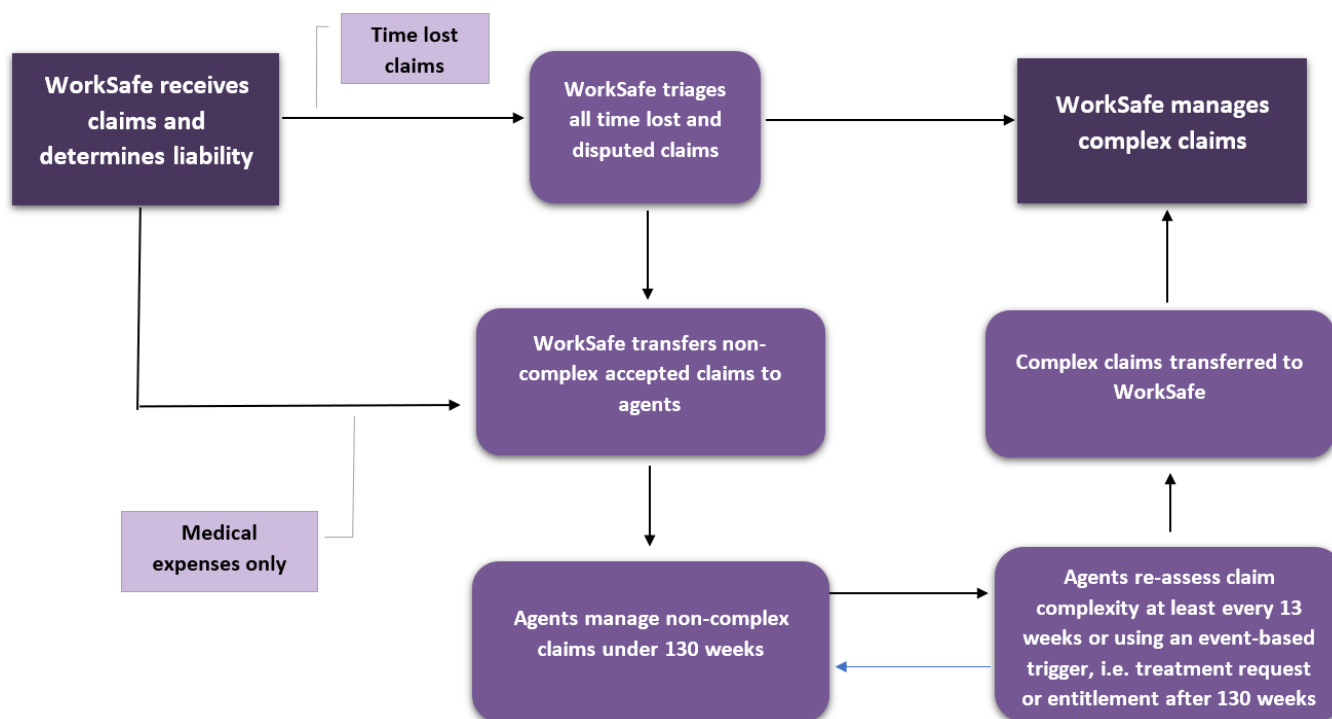 Time lost
claims
WorkSafe receives
claims and
determines liability
WorkSafe triages
all time lost and
disputed claims
WorkSafe manages
complex claims
WorkSafe transfers non-
complex accepted claims to
agents
Complex claims transferred to
WorkSafe
Medical
expenses only
Agents manage non-complex
claims under 130 weeks
Agents re-assess claim
complexity at least every 13
weeks or using an event-based
trigger, i.e. treatment request
or entitlement after 130 weeks